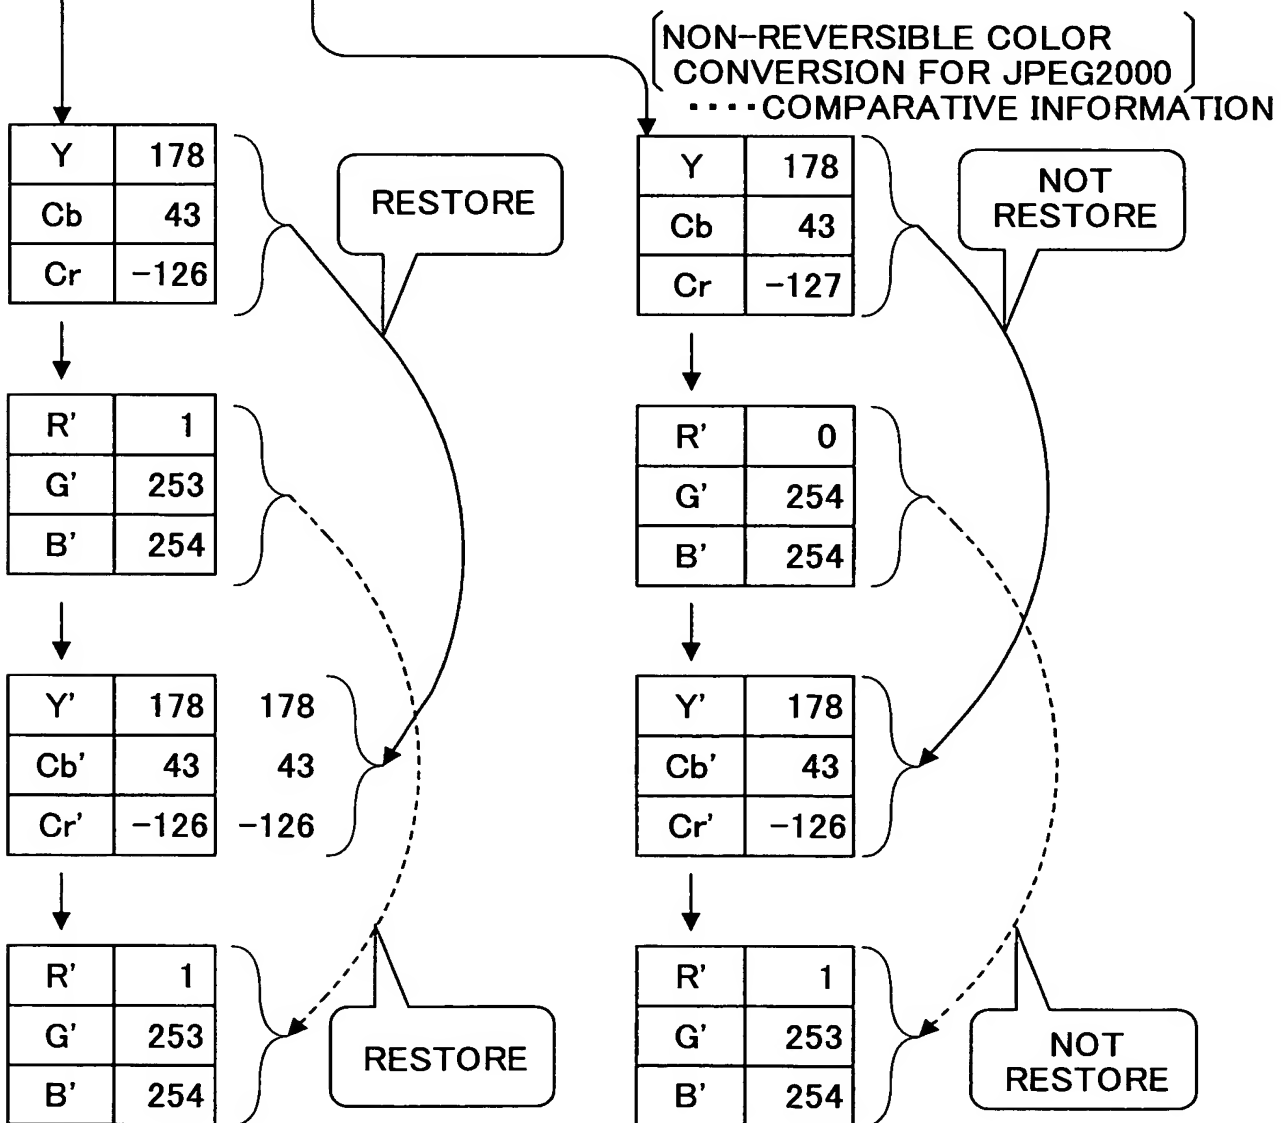 NON-REVERSIBLE COLOR
CONVERSION FOR JPEG2000
････COMPARATIVE INFORMATION
Y 178
Cb 43
Cr -126
RESTORE
R' 1
G' 253
B' 254
Y' 178 178
Cb' 43 43
Cr' -126 -126
R' 1
G' 253
B' 254
RESTORE
Y 178
Cb 43
Cr -127
NOT
RESTORE
R' 0
G' 254
B' 254
Y' 178
Cb' 43
Cr' -126
R' 1
G' 253
B' 254
NOT
RESTORE